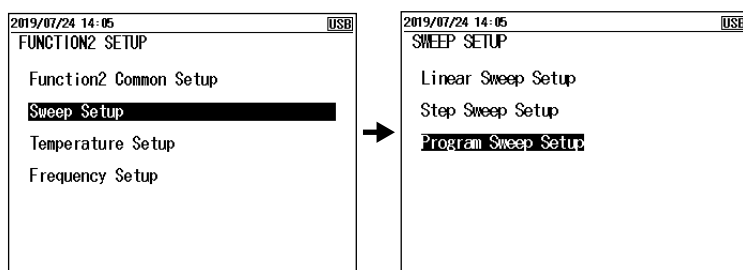 2019/07/24 14:05 USB
FUNCTION2 SETUP
Function2 Common Setup
Sweep Setup
Temperature Setup
Frequency Setup
2019/07/24 14:05 USB
SWEEP SETUP
Linear Sweep Setup
Step Sweep Setup
Program Sweep Setup